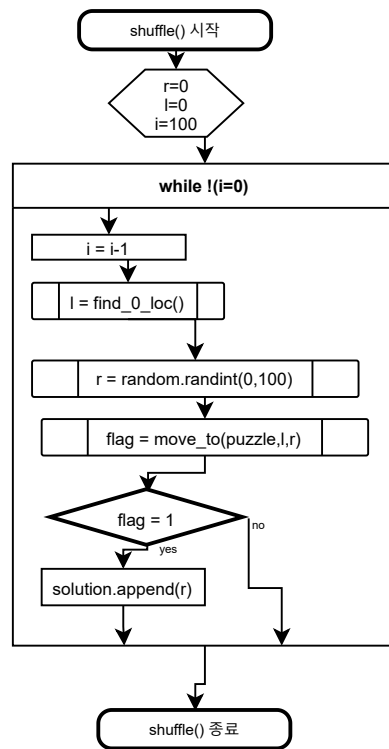 shuffle() 시작
r=0
l=0
i=100
while !(i=0)
i = i-1
l = find_0_loc()
r = random.randint(0,100)
flag = move_to(puzzle,l,r)
flag = 1
no
yes
solution.append(r)
shuffle() 종료